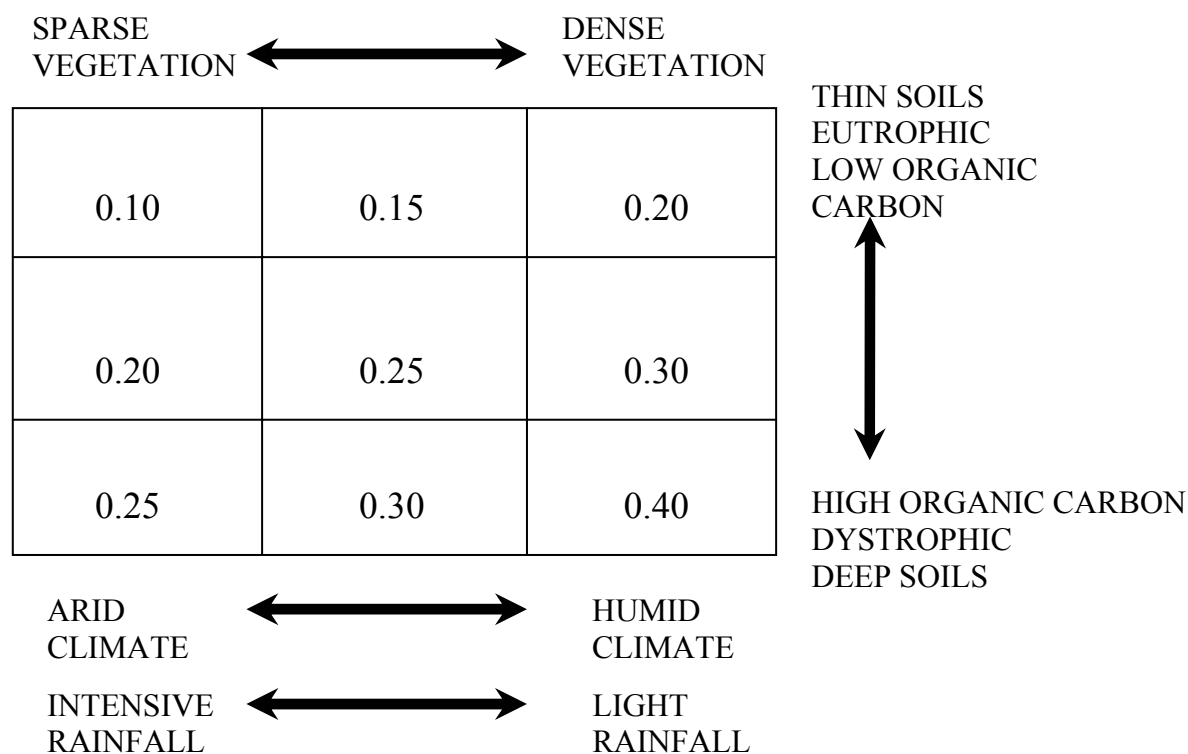 SPARSE
VEGETATION
DENSE
VEGETATION
THIN SOILS
EUTROPHIC
LOW ORGANIC
CARBON
0.10 0.15 0.20
0.20 0.25 0.30
0.25 0.30 0.40
HIGH ORGANIC CARBON
DYSTROPHIC
DEEP SOILS
ARID
CLIMATE
HUMID
CLIMATE
INTENSIVE
RAINFALL
LIGHT
RAINFALL